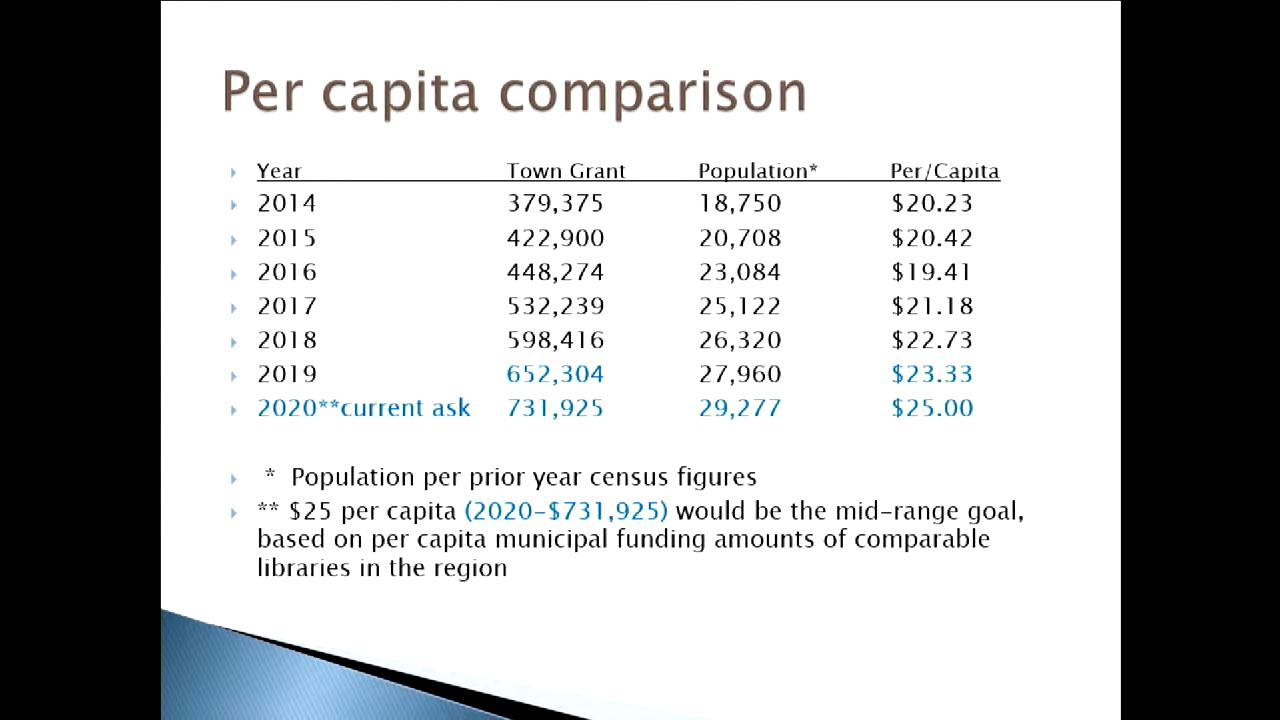 Per capita comparison
Year Town Grant Population* Per/Capita
2014 379,375 18,750 $20.23
2015 422,900 20,708 $20.42
2016 448,274 23,084 $19.41
2017 532,239 25,122 $21.18
2018 598,416 26,320 $22.73
2019 652,304 27,960 $23.33
2020**current ask 731,925 29,277 $25.00
* Population per prior year census figures
** $25 per capita (2020-$731,925) would be the mid-range goal,
based on per capita municipal funding amounts of comparable
libraries in the region